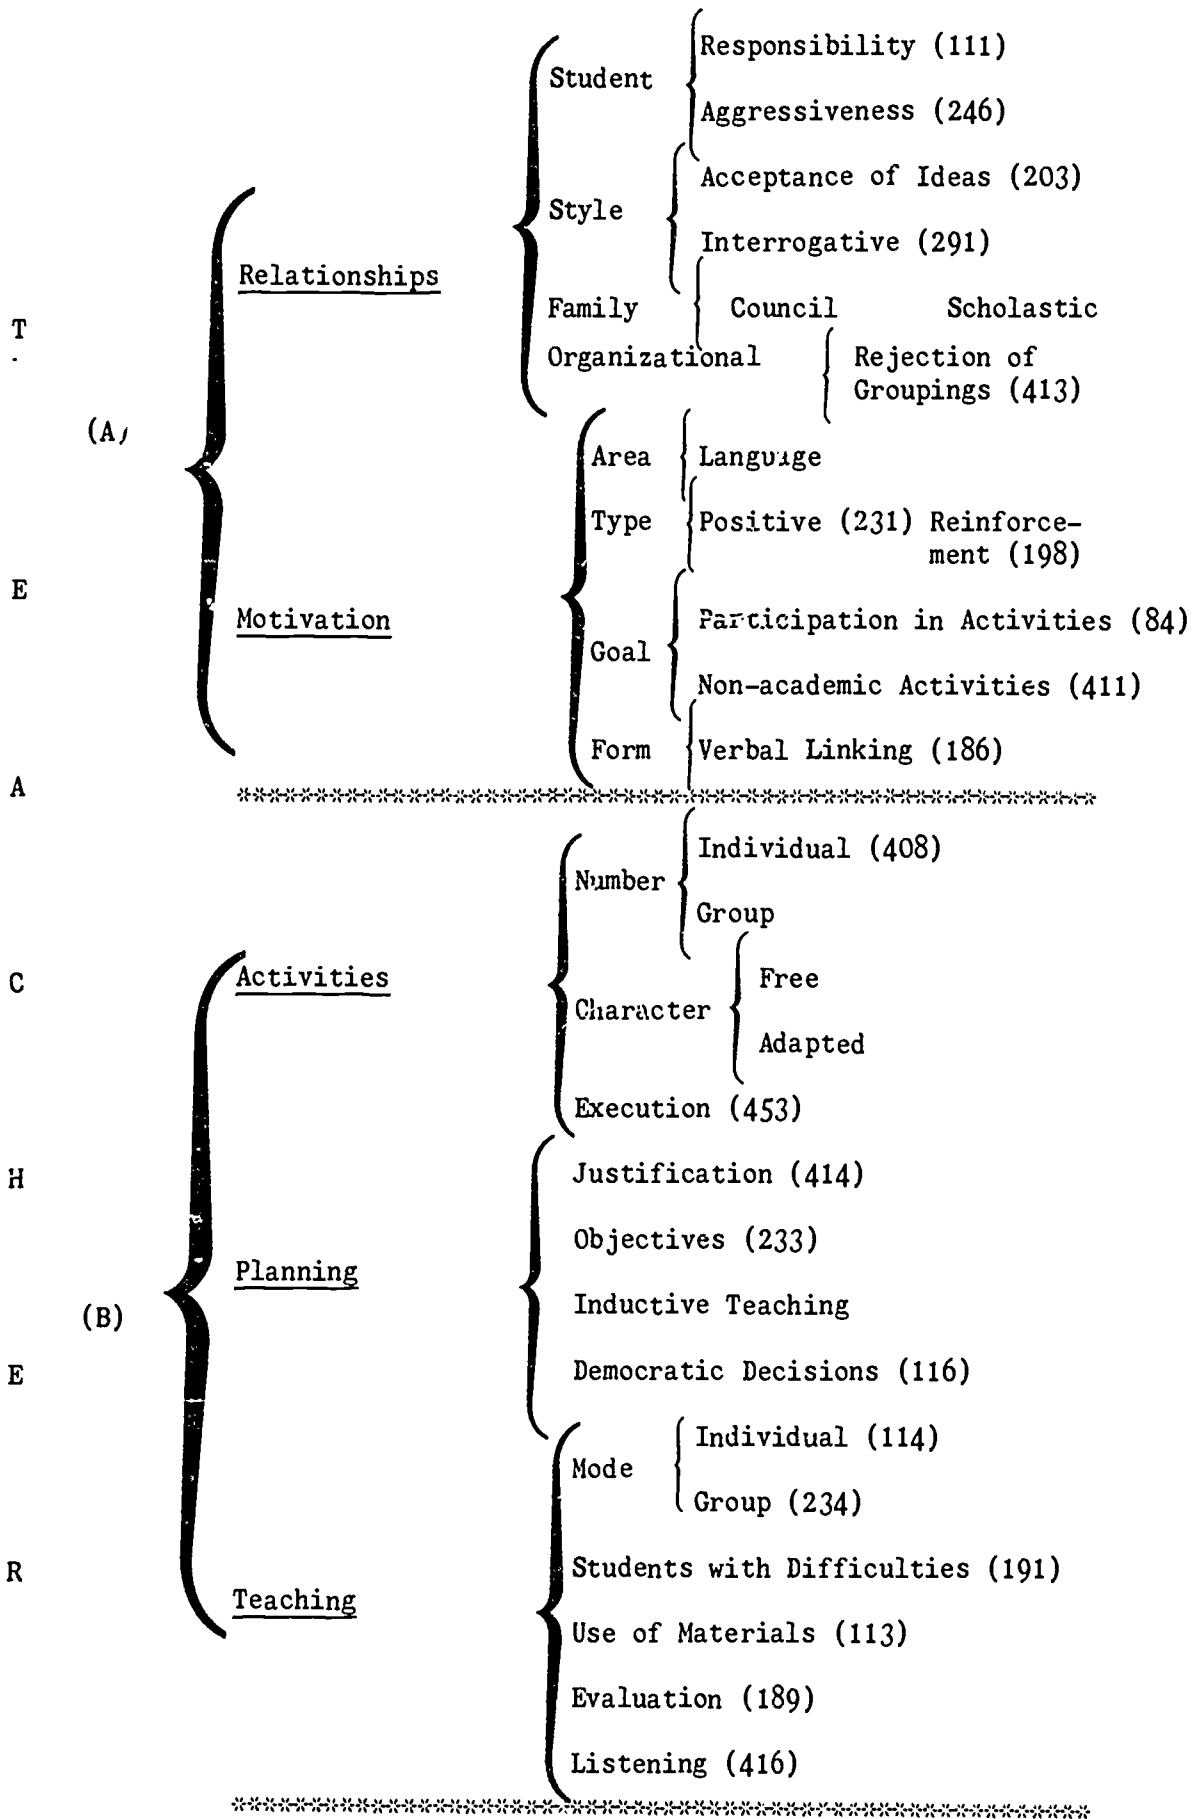 Responsibility (111)
Student
Aggressiveness (246)
Acceptance of Ideas (203)
Style
Interrogative (291)
Relationships
Family Council Scholastic
T
Organizational Rejection of
Groupings (413)
(A)
Area Language
Type Positive (231) Reinforce-
ment (198)
E
Motivation
Participation in Activities (84)
Goal
Non-academic Activities (411)
Form Verbal Linking (186)
A
Individual (408)
Number
Group
C
Activities
Free
Character
Adapted
Execution (453)
H
Justification (414)
Objectives (233)
Planning
Inductive Teaching
(B)
E
Democratic Decisions (116)
Individual (114)
Mode
Group (234)
R
Students with Difficulties (191)
Teaching
Use of Materials (113)
Evaluation (189)
Listening (416)